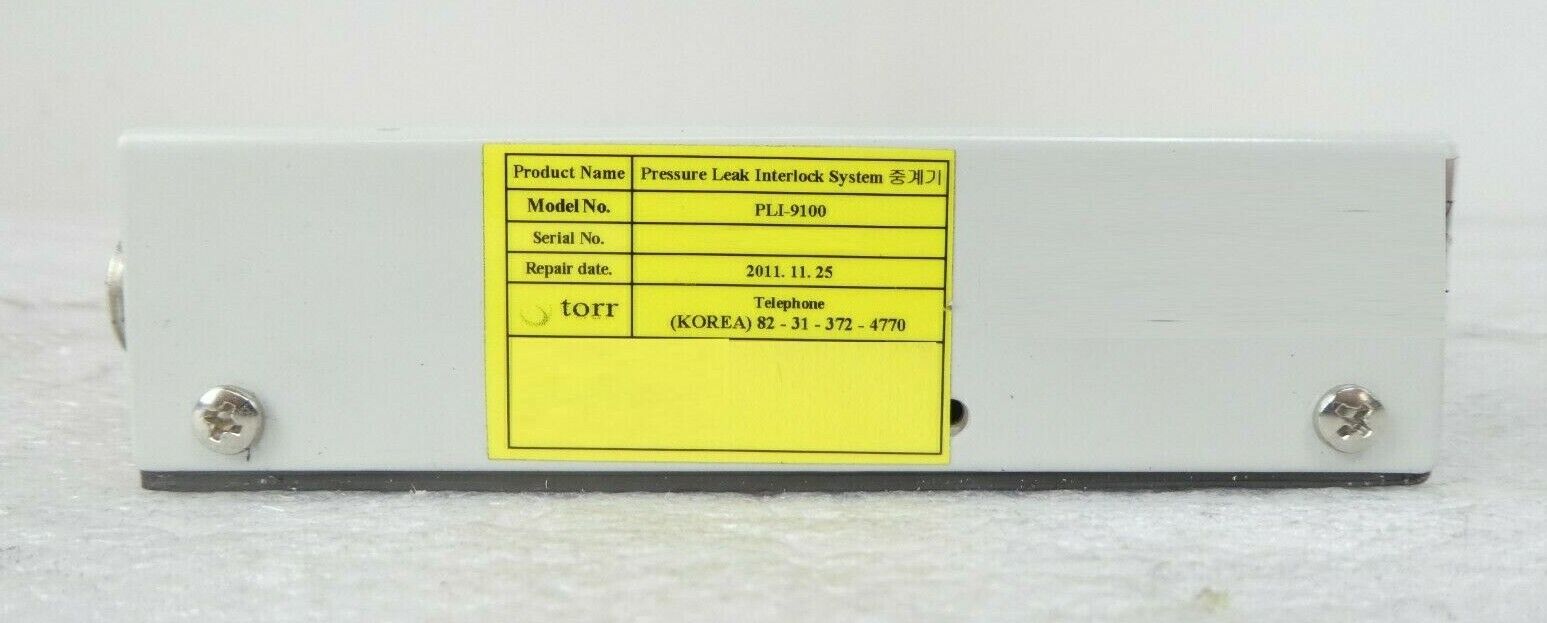 Product Name Pressure Leak Interlock System 중계기
Model No. PLI-9100
Serial No.
Repair date. 2011. 11. 25
torr
Telephone
(KOREA) 82 - 31 - 372 - 4770